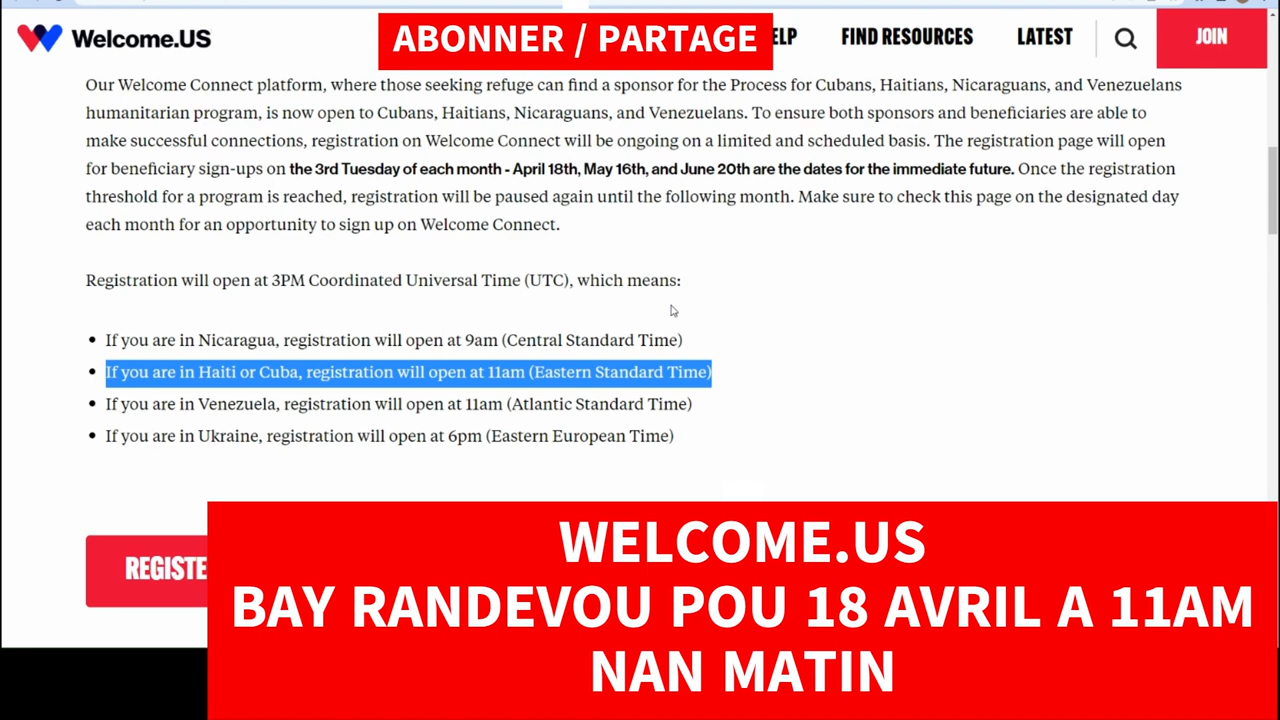 Welcome.US
ABONNER / PARTAGE
ELP
FIND RESOURCES
LATEST
JOIN
Our Welcome Connect platform, where those seeking refuge can find a sponsor for the Process for Cubans, Haitians, Nicaraguans, and Venezuelans
humanitarian program, is now open to Cubans, Haitians, Nicaraguans, and Venezuelans. To ensure both sponsors and beneficiaries are able to
make successful connections, registration on Welcome Connect will be ongoing on a limited and scheduled basis. The registration page will open
for beneficiary sign-ups on the 3rd Tuesday of each month - April 18th, May 16th, and June 20th are the dates for the immediate future. Once the registration
threshold for a program is reached, registration will be paused again until the following month. Make sure to check this page on the designated day
each month for an opportunity to sign up on Welcome Connect.
Registration will open at 3PM Coordinated Universal Time (UTC), which means:
• If you are in Nicaragua, registration will open at 9am (Central Standard Time)
• If you are in Haiti or Cuba, registration will open at 11am (Eastern Standard Time)
• If you are in Venezuela, registration will open at 11am (Atlantic Standard Time)
• If you are in Ukraine, registration will open at 6pm (Eastern European Time)
REGISTE
WELCOME.US
BAY RANDEVOU POU 18 AVRIL A 11AM
NAN MATIN